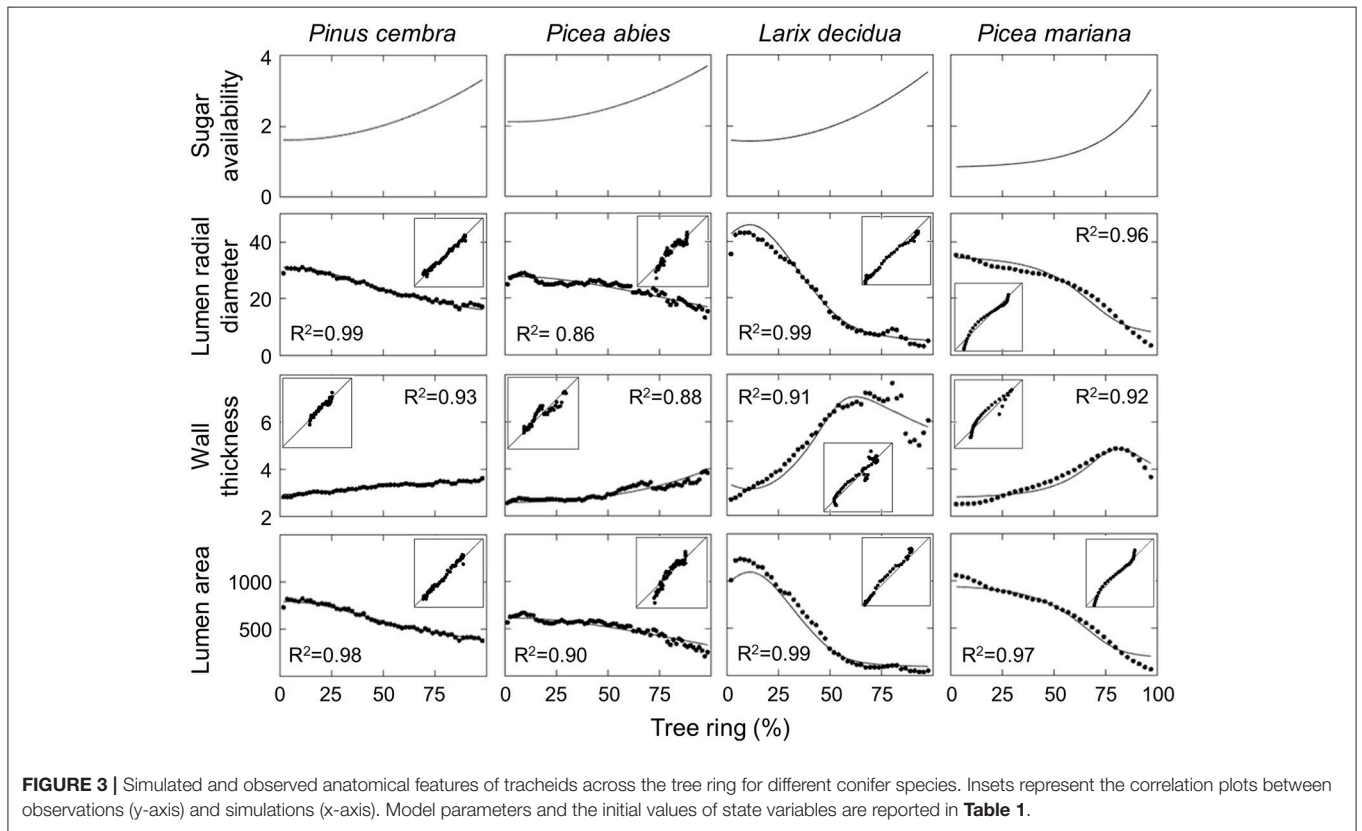 Pinus cembra Picea abies Larix decidua Picea mariana
Sugar
availability
4
2
0
Lumen radial
diameter
40
20
0
R²=0.99
R²= 0.86
R²=0.99
R²=0.96
Wall
thickness
6
4
2
R²=0.93
R²=0.88
R²=0.91
R²=0.92
Lumen area
1000
500
R²=0.98
R²=0.90
R²=0.99
R²=0.97
0 25 50 75 0 25 50 75 0 25 50 75 0 25 50 75 100
Tree ring (%)
FIGURE 3 | Simulated and observed anatomical features of tracheids across the tree ring for different conifer species. Insets represent the correlation plots between
observations (y-axis) and simulations (x-axis). Model parameters and the initial values of state variables are reported in Table 1.